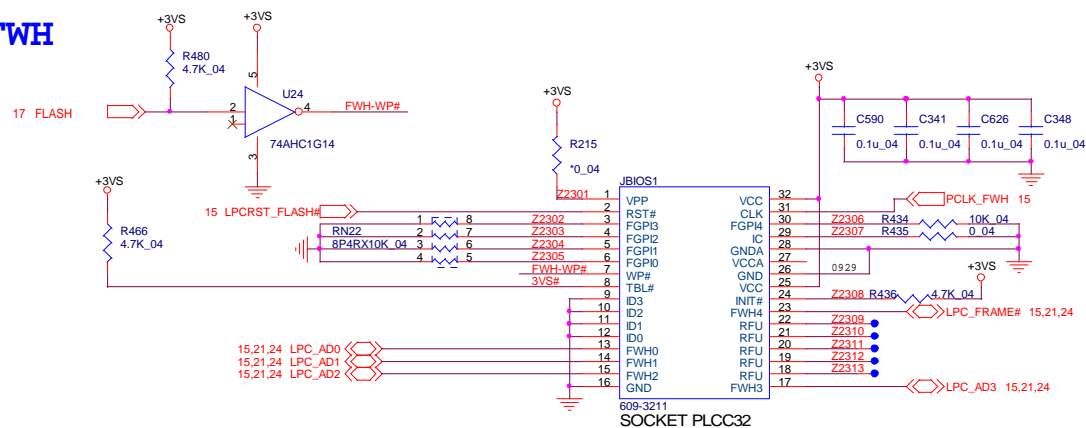 FWH
+3VS
+3VS
R480
4.7K_04
5
U24
17 FLASH
2
4
FWH-WP#
1
74AHC1G14
3
+3VS
R466
4.7K_04
+3VS
R215
*0_04
+3VS
C590
0.1u_04
C341
0.1u_04
C626
0.1u_04
C348
0.1u_04
JBIOS1
Z2301 1 VPP
15 LPCRST_FLASH# 2 RST#
1 8 Z2302 3 FGPI3
RN22 2 7 Z2303 4 FGPI2
8P4RX10K_04 3 6 Z2304 5 FGPI1
4 5 Z2305 6 FGPI0
FWH-WP# 7 WP#
3VS# 8 TBL#
9 ID3
10 ID2
11 ID1
12 ID0
15,21,24 LPC_AD0 13 FWH0
15,21,24 LPC_AD1 14 FWH1
15,21,24 LPC_AD2 15 FWH2
16 GND
VCC 32
CLK 31 PCLK_FWH 15
FGPI4 30 Z2306 R434 10K_04
IC 29 Z2307 R435 0_04
GNDA 28
VCCA 27
GND 26 0929
VCC 25
+3VS
INIT# 24 Z2308 R436 4.7K_04
FWH4 23 LPC_FRAME# 15,21,24
RFU 22 Z2309
RFU 21 Z2310
RFU 20 Z2311
RFU 19 Z2312
RFU 18 Z2313
FWH3 17 LPC_AD3 15,21,24
609-3211
SOCKET PLCC32